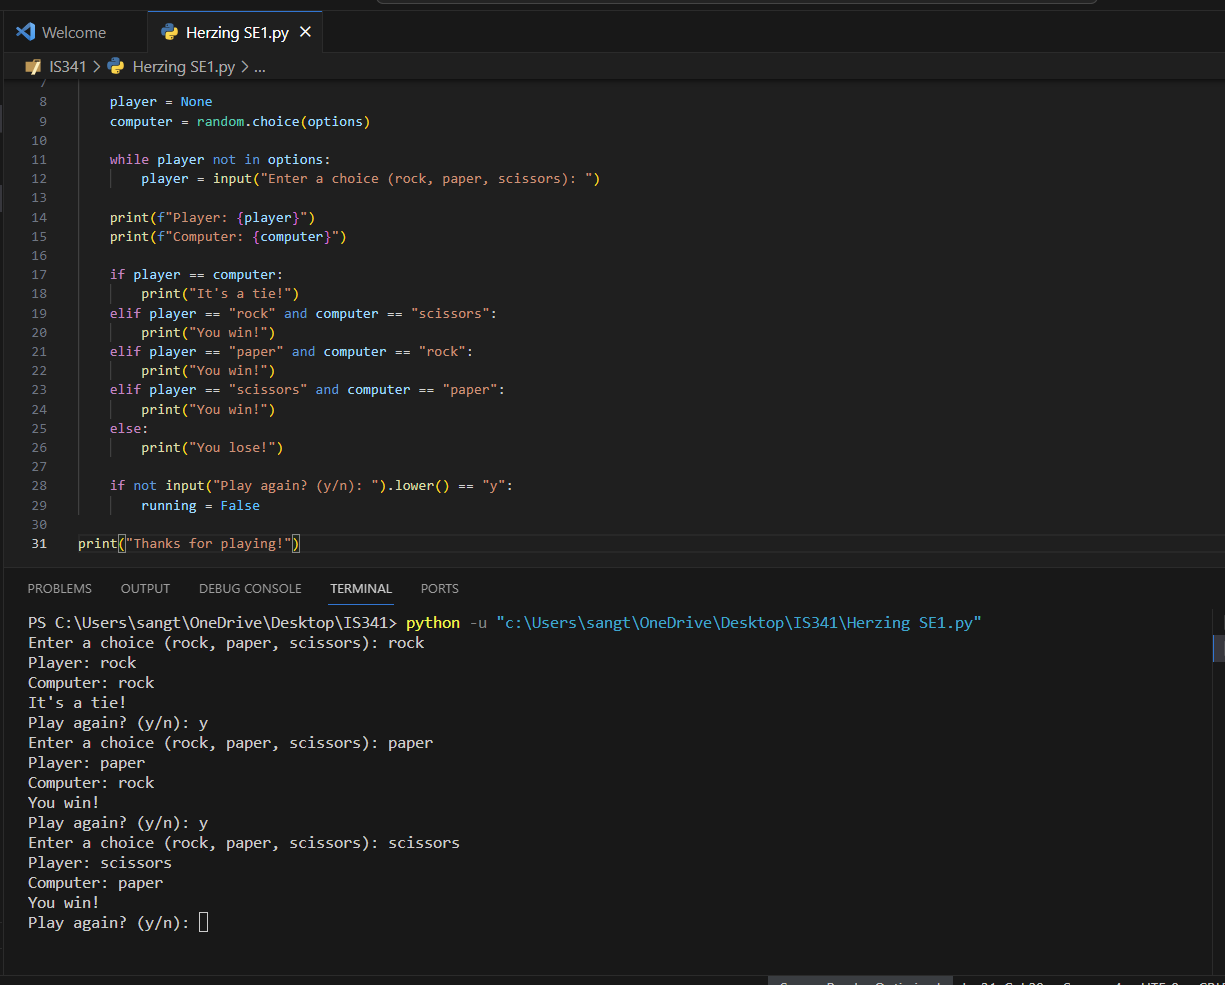 Welcome
Herzing SE1.py
IS341 > Herzing SE1.py > ...
7
8 player = None
9 computer = random.choice(options)
10
11 while player not in options:
12 player = input("Enter a choice (rock, paper, scissors): ")
13
14 print(f"Player: {player}")
15 print(f"Computer: {computer}")
16
17 if player == computer:
18 print("It's a tie!")
19 elif player == "rock" and computer == "scissors":
20 print("You win!")
21 elif player == "paper" and computer == "rock":
22 print("You win!")
23 elif player == "scissors" and computer == "paper":
24 print("You win!")
25 else:
26 print("You lose!")
27
28 if not input("Play again? (y/n): ").lower() == "y":
29 running = False
30
31 print("Thanks for playing!")
PROBLEMS OUTPUT DEBUG CONSOLE TERMINAL PORTS
PS C:\Users\sangt\OneDrive\Desktop\IS341> python -u "c:\Users\sangt\OneDrive\Desktop\IS341\Herzing SE1.py"
Enter a choice (rock, paper, scissors): rock
Player: rock
Computer: rock
It's a tie!
Play again? (y/n): y
Enter a choice (rock, paper, scissors): paper
Player: paper
Computer: rock
You win!
Play again? (y/n): y
Enter a choice (rock, paper, scissors): scissors
Player: scissors
Computer: paper
You win!
Play again? (y/n):